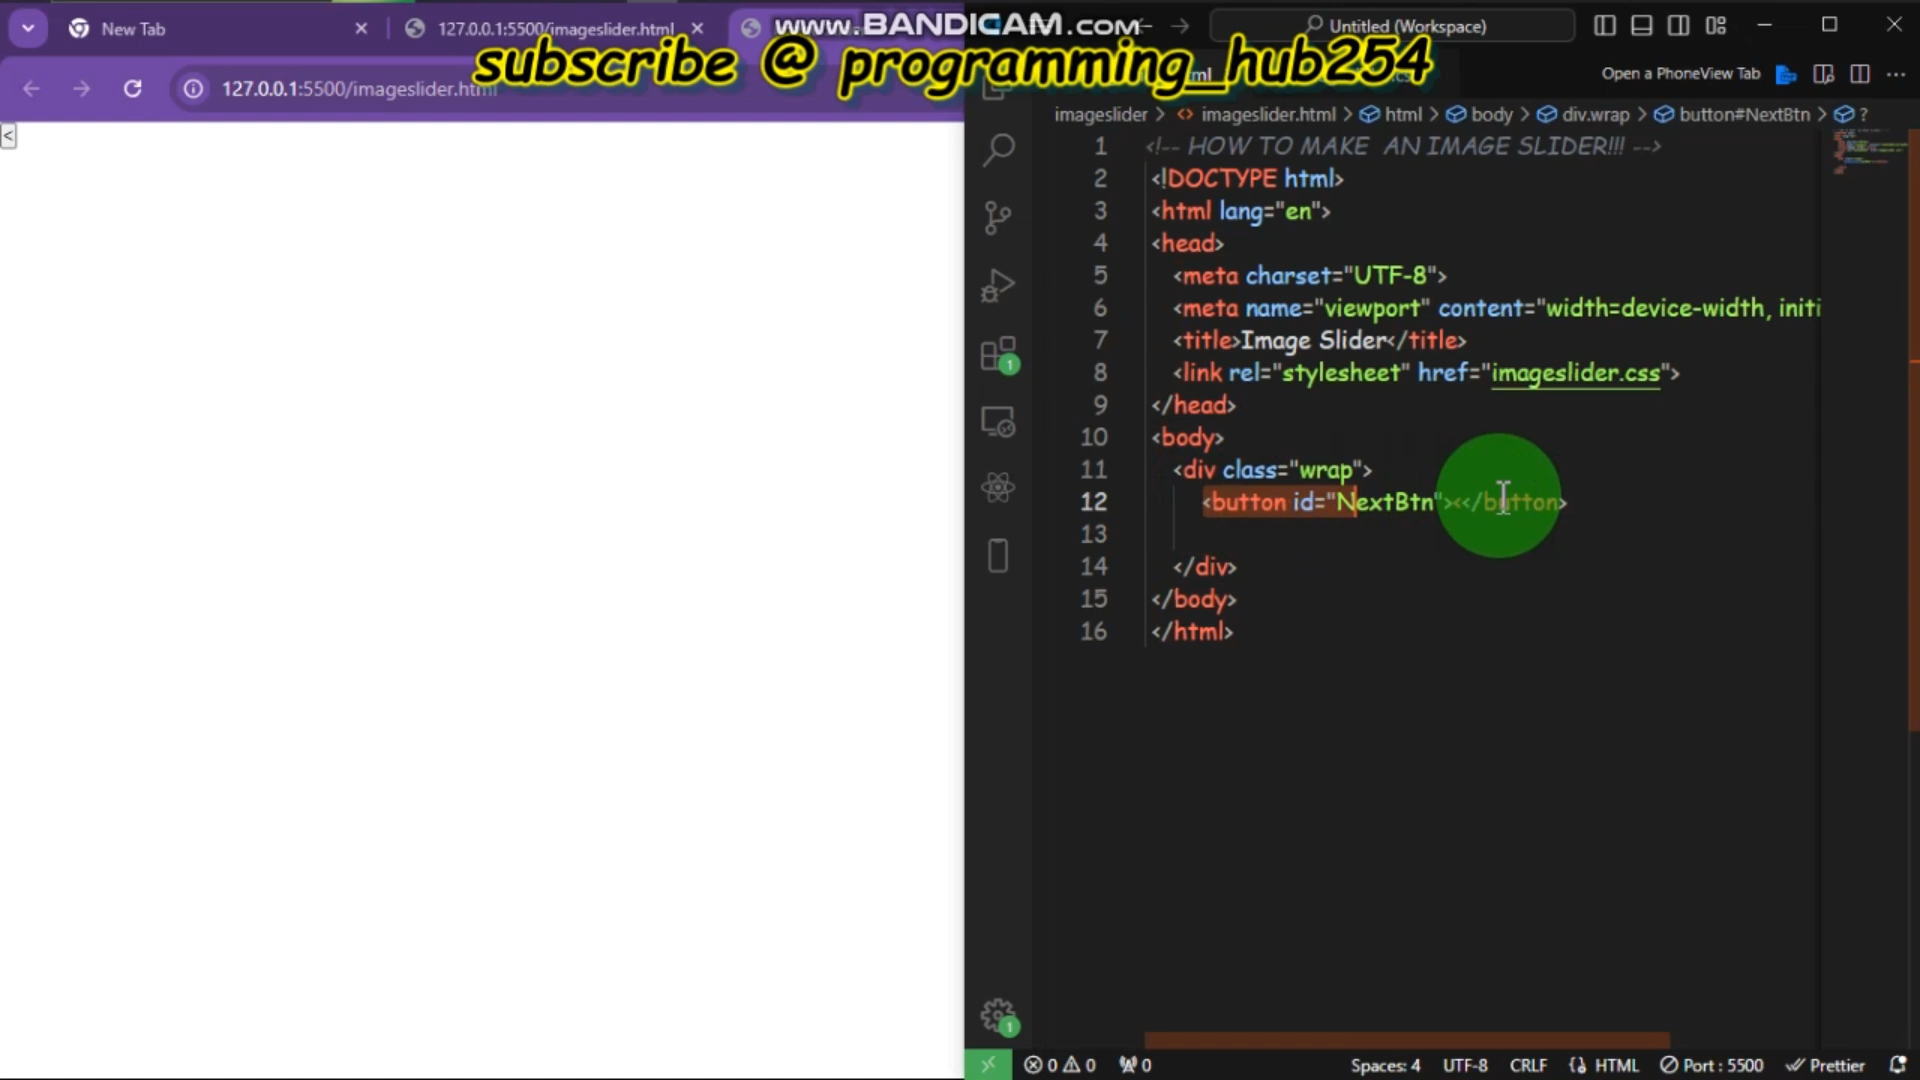 New Tab
127.0.0.1:5500/imageslider.html
www.BANDICAM.com
Untitled (Workspace)
subscribe @ programming_hub254
Open a PhoneView Tab
127.0.0.1:5500/imageslider.html
imageslider > imageslider.html > html > body > div.wrap > button#NextBtn > ?
<
1 <!-- HOW TO MAKE AN IMAGE SLIDER!!! -->
2 <!DOCTYPE html>
3 <html lang="en">
4 <head>
5 <meta charset="UTF-8">
6 <meta name="viewport" content="width=device-width, initi
7 <title>Image Slider</title>
8 <link rel="stylesheet" href="imageslider.css">
9 </head>
10 <body>
11 <div class="wrap">
12 <button id="NextBtn"><</button>
13
14 </div>
15 </body>
16 </html>
1
1
0 0 0 Spaces: 4 UTF-8 CRLF {} HTML Port : 5500 Prettier